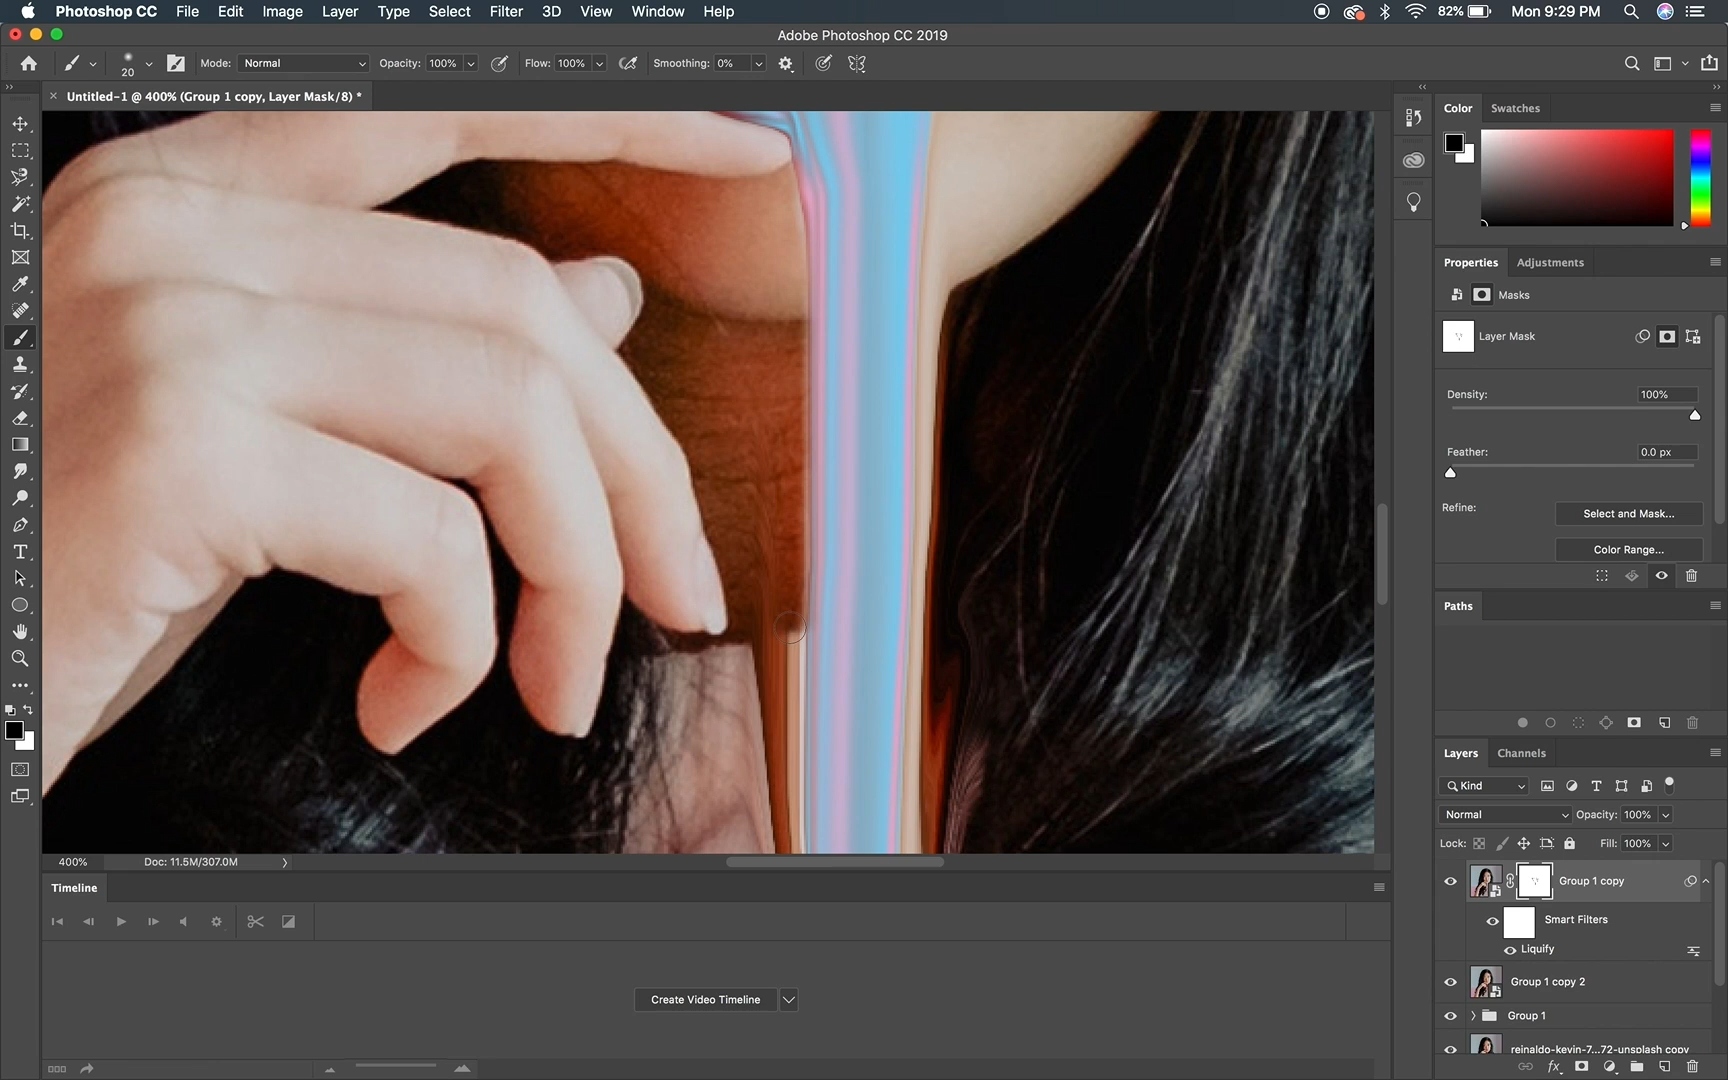 Photoshop CC File Edit Image Layer Type Select Filter 3D View Window Help 82% Mon 9:29 PM
Adobe Photoshop CC 2019
20 Mode: Normal Opacity: 100% Flow: 100% Smoothing: 0%
× Untitled-1 @ 400% (Group 1 copy, Layer Mask/8) *
Color Swatches
Properties Adjustments
Masks
Layer Mask
Density: 100%
Feather: 0.0 px
Refine: Select and Mask...
Color Range...
Paths
Layers Channels
Kind
Normal Opacity: 100%
Lock: Fill: 100%
Group 1 copy
Smart Filters
Liquify
Group 1 copy 2
Group 1
reinaldo-kevin-7...72-unsplash copy
400% Doc: 11.5M/307.0M
Timeline
Create Video Timeline